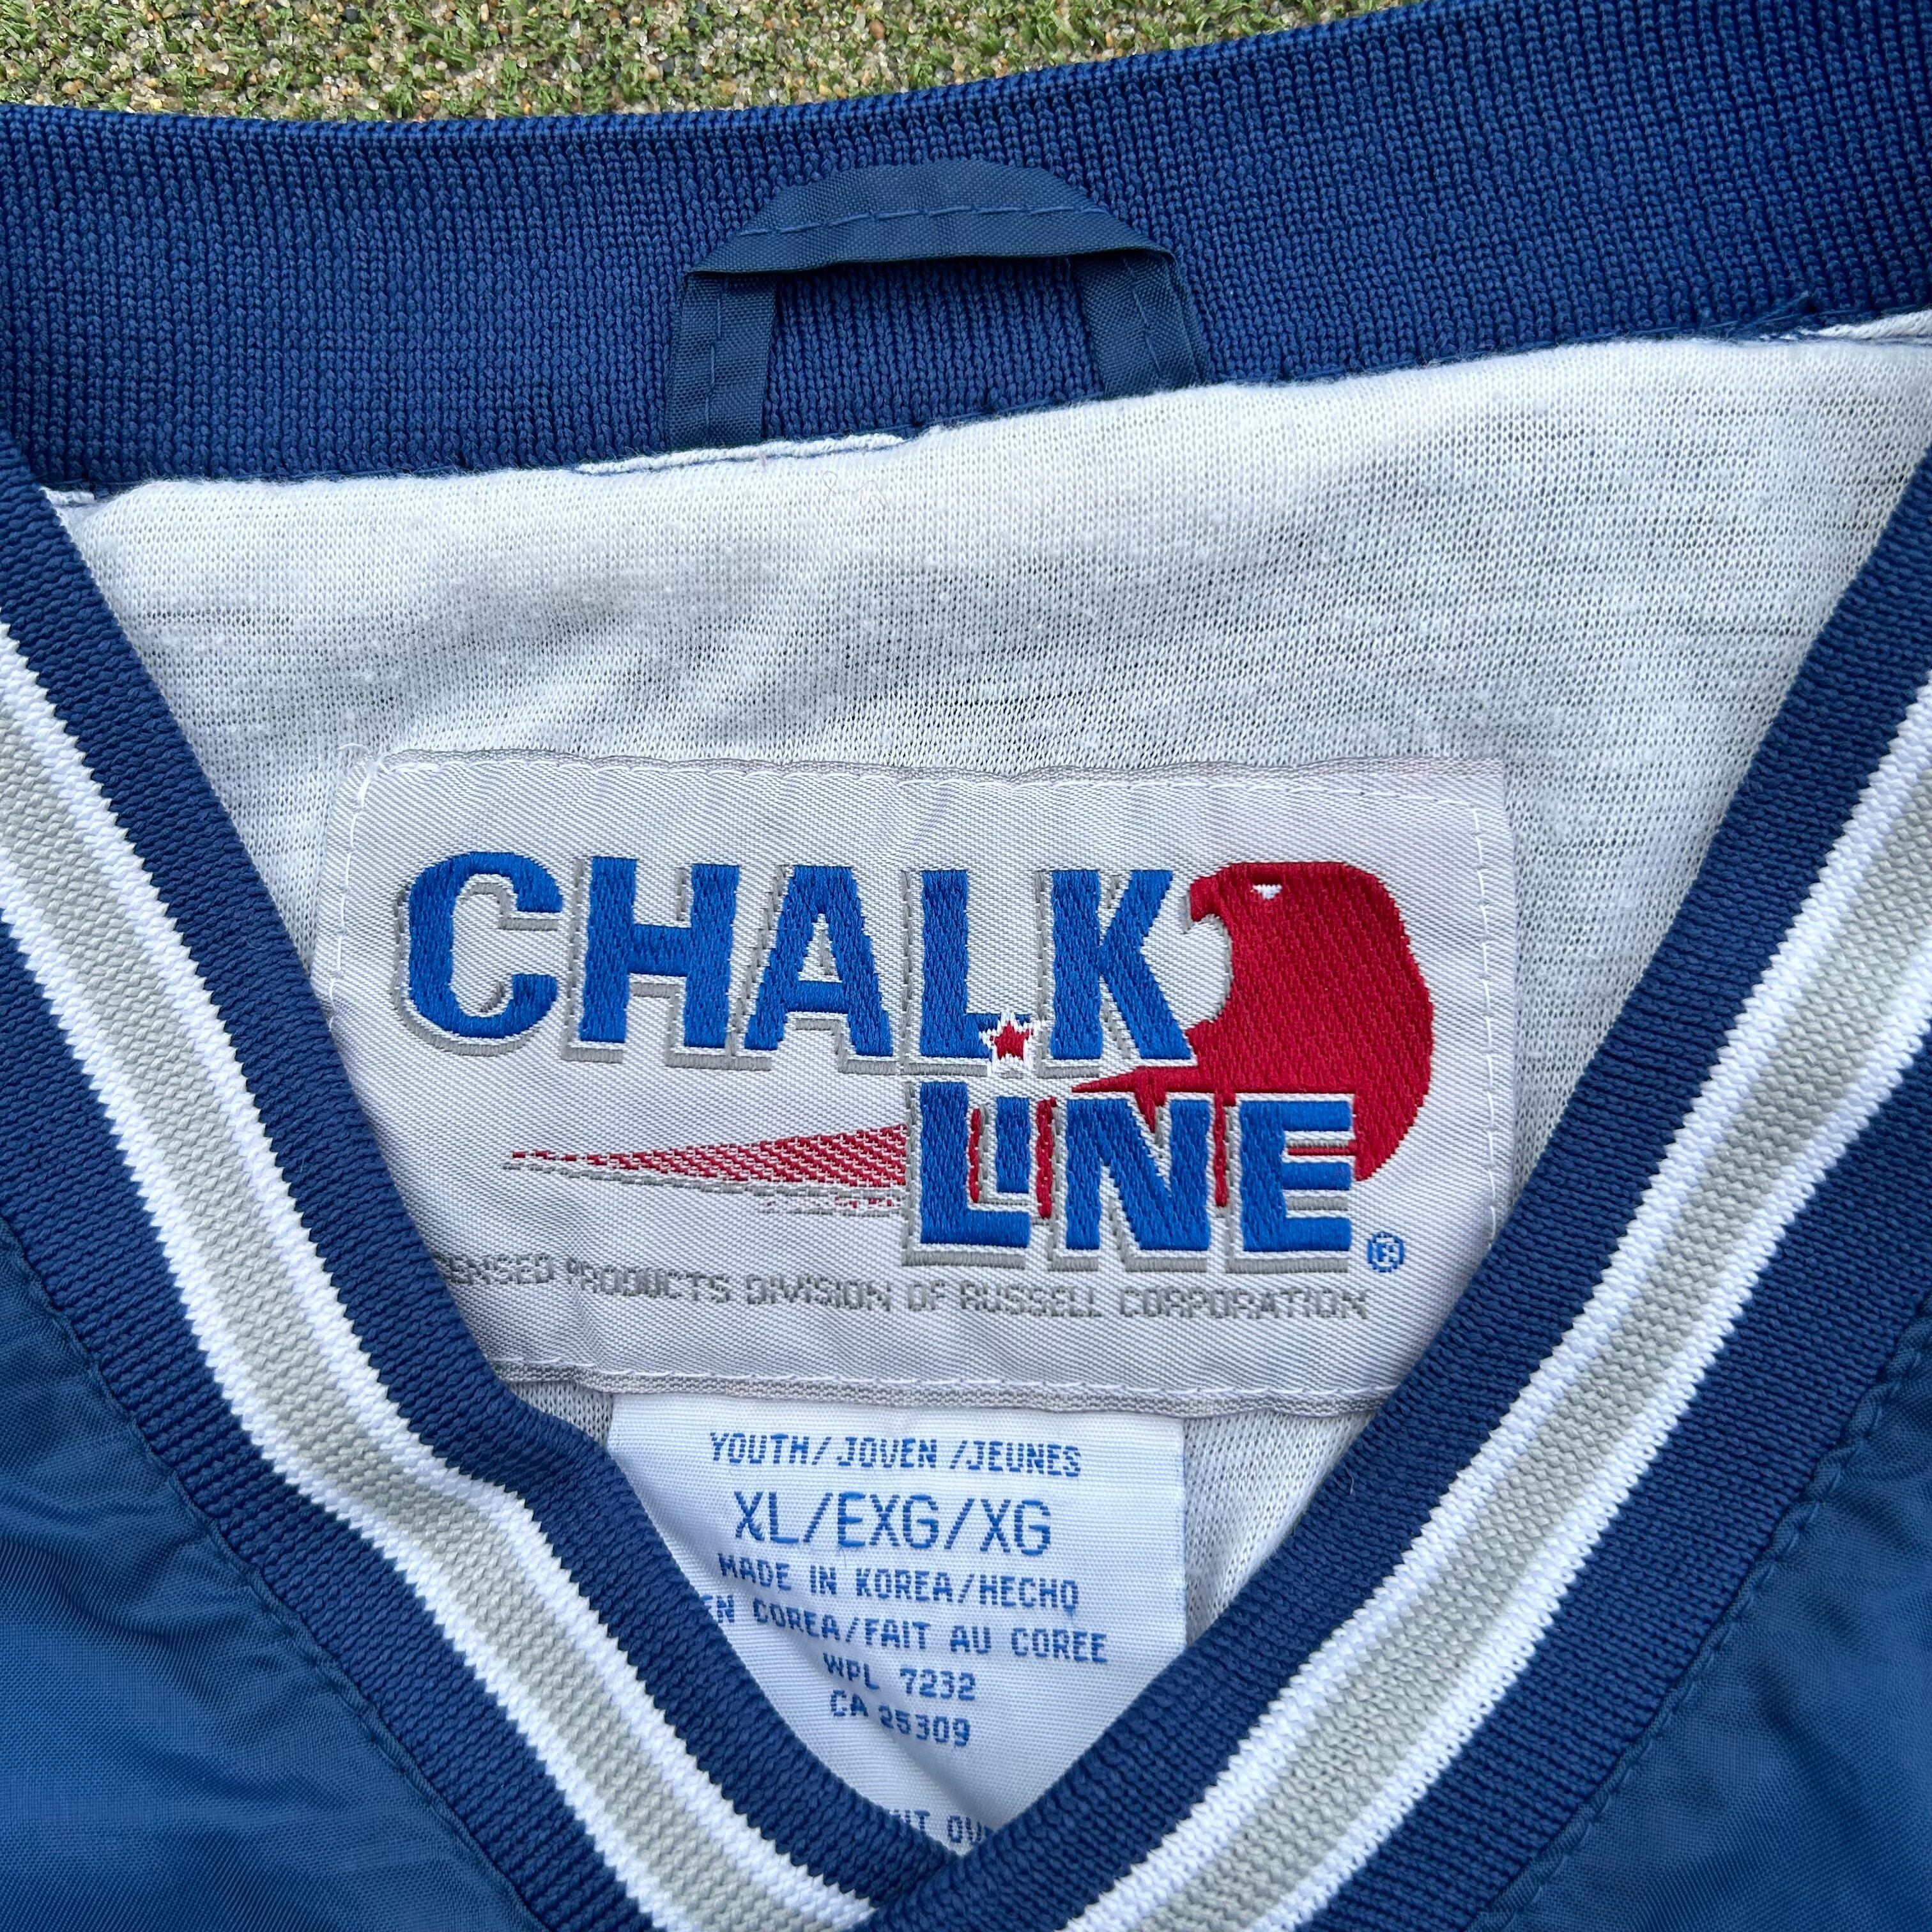 CHALK
LINE ®
PRODUCTS DIVISION OF RUSSELL CORPORATION
YOUTH/JOVEN/JEUNES
XL/EXG/XG
MADE IN KOREA/HECHO
EN COREA/FAIT AU COREE
WPL 7232
CA 25309